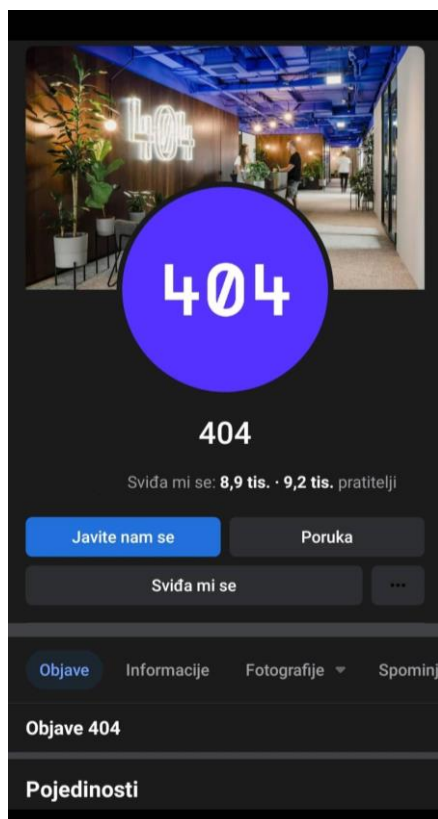 404
404
404
Sviđa mi se: 8,9 tis. · 9,2 tis. pratitelji
Javite nam se
Poruka
Sviđa mi se
Objave
Informacije
Fotografije
Spominj
Objave 404
Pojedinosti